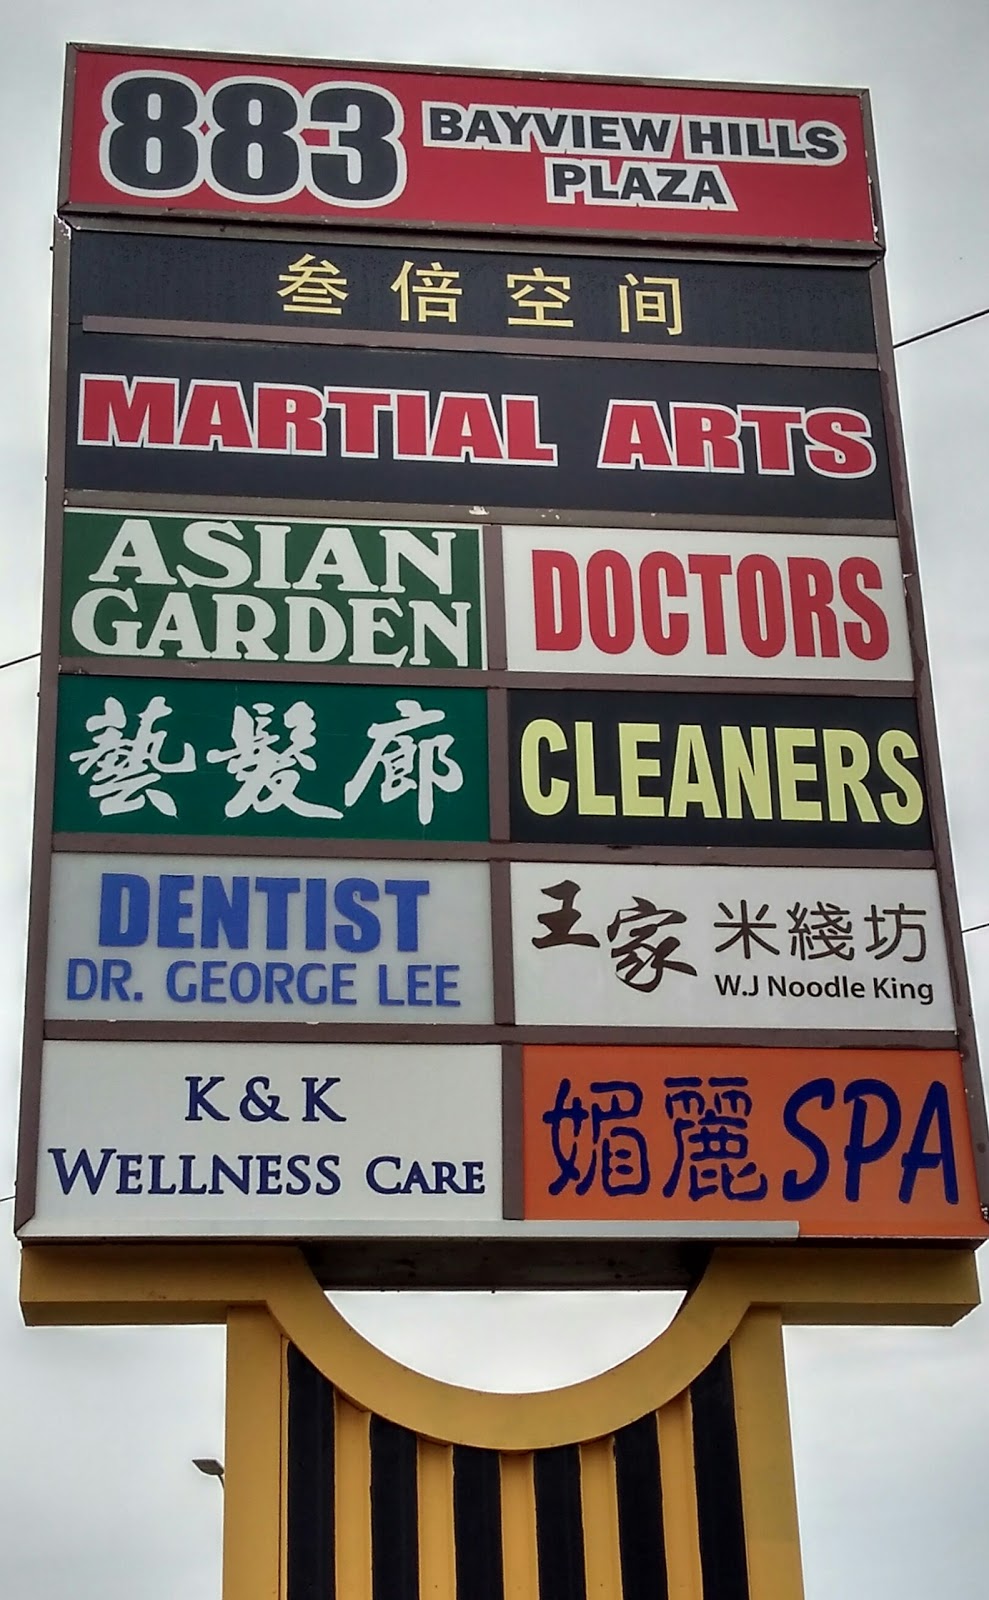 883 BAYVIEW HILLS
PLAZA
叁倍空间
MARTIAL ARTS
ASIAN
GARDEN
DOCTORS
藝髮廊
CLEANERS
DENTIST
DR. GEORGE LEE
王家 米綫坊
W.J Noodle King
K & K
WELLNESS CARE
媚麗 SPA